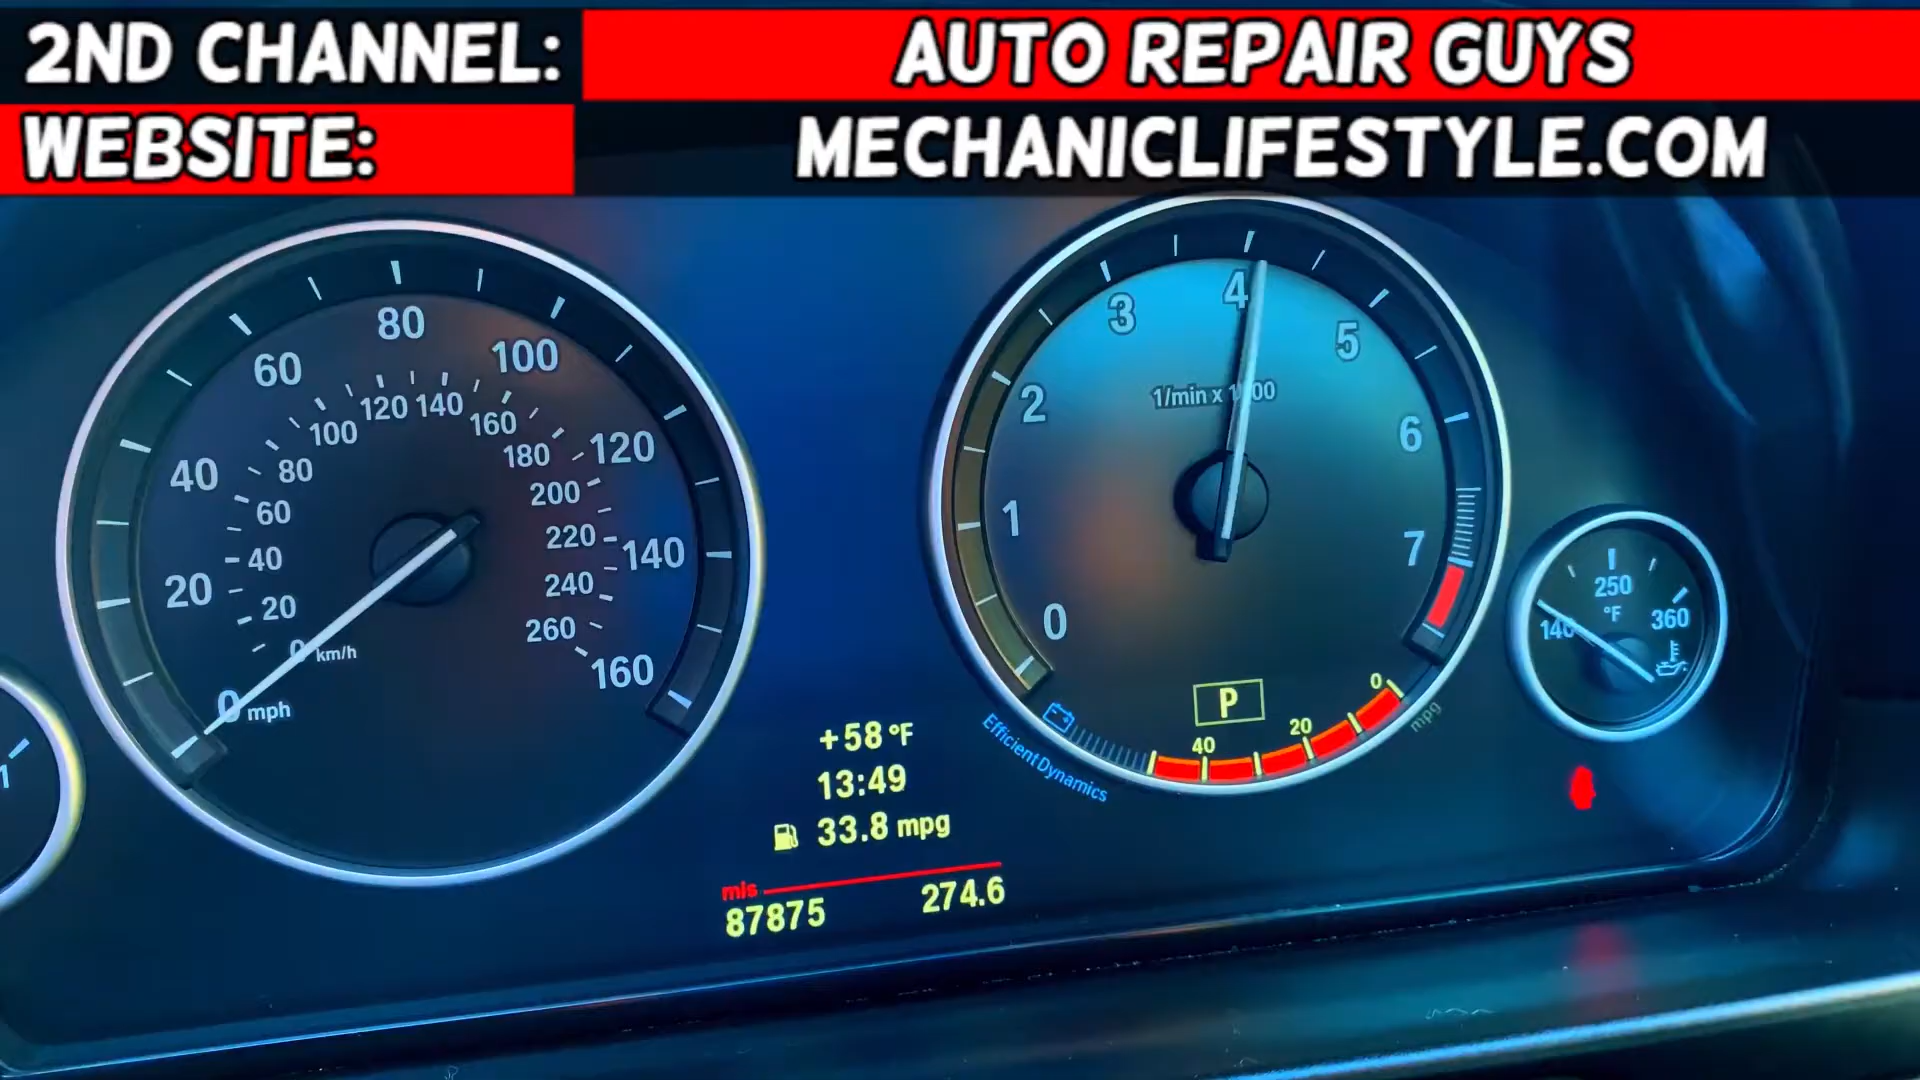 2ND CHANNEL: AUTO REPAIR GUYS
WEBSITE: MECHANICLIFESTYLE.COM
0 20 40 60 80 100 120 140 160
mph
0 20 40 60 80 100 120 140 160 180 200 220 240 260
km/h
1
+58 °F
13:49
33.8 mpg
mls
87875 274.6
0 1 2 3 4 5 6 7
1/min x
P
40 20 0
mpg
EfficientDynamics
250
°F
140 360